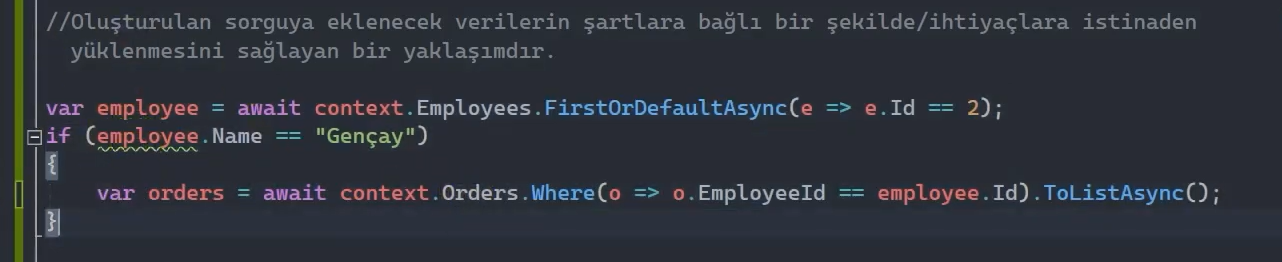 //Oluşturulan sorguya eklenecek verilerin şartlara bağlı bir şekilde/ihtiyaçlara istinaden
yüklenmesini sağlayan bir yaklaşımdır.
var employee = await context.Employees.FirstOrDefaultAsync(e => e.Id == 2);
if (employee.Name == "Gençay")
{
var orders = await context.Orders.Where(o => o.EmployeeId == employee.Id).ToListAsync();
}